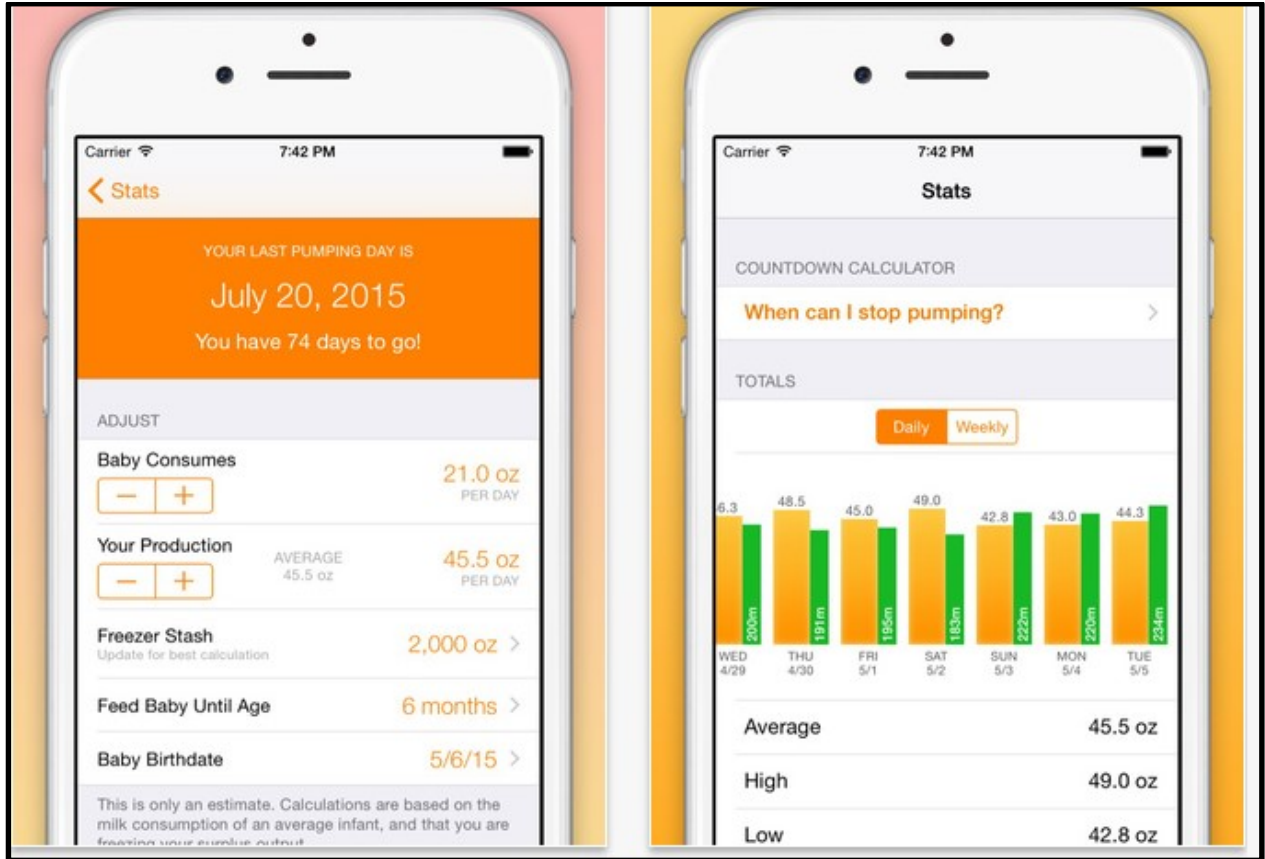 Carrier 7:42 PM
Stats
YOUR LAST PUMPING DAY IS
July 20, 2015
You have 74 days to go!
ADJUST
Baby Consumes
21.0 oz
PER DAY
− +
Your Production
AVERAGE
45.5 oz
45.5 oz
PER DAY
− +
Freezer Stash
Update for best calculation
2,000 oz
Feed Baby Until Age 6 months
Baby Birthdate 5/6/15
This is only an estimate. Calculations are based on the
milk consumption of an average infant, and that you are
freezing your surplus output
Carrier 7:42 PM
Stats
COUNTDOWN CALCULATOR
When can I stop pumping?
TOTALS
Daily Weekly
6.3 48.5 45.0 49.0 42.8 43.0 44.3
200m 191m 195m 183m 222m 220m 234m
WED THU FRI SAT SUN MON TUE
4/29 4/30 5/1 5/2 5/3 5/4 5/5
Average 45.5 oz
High 49.0 oz
Low 42.8 oz